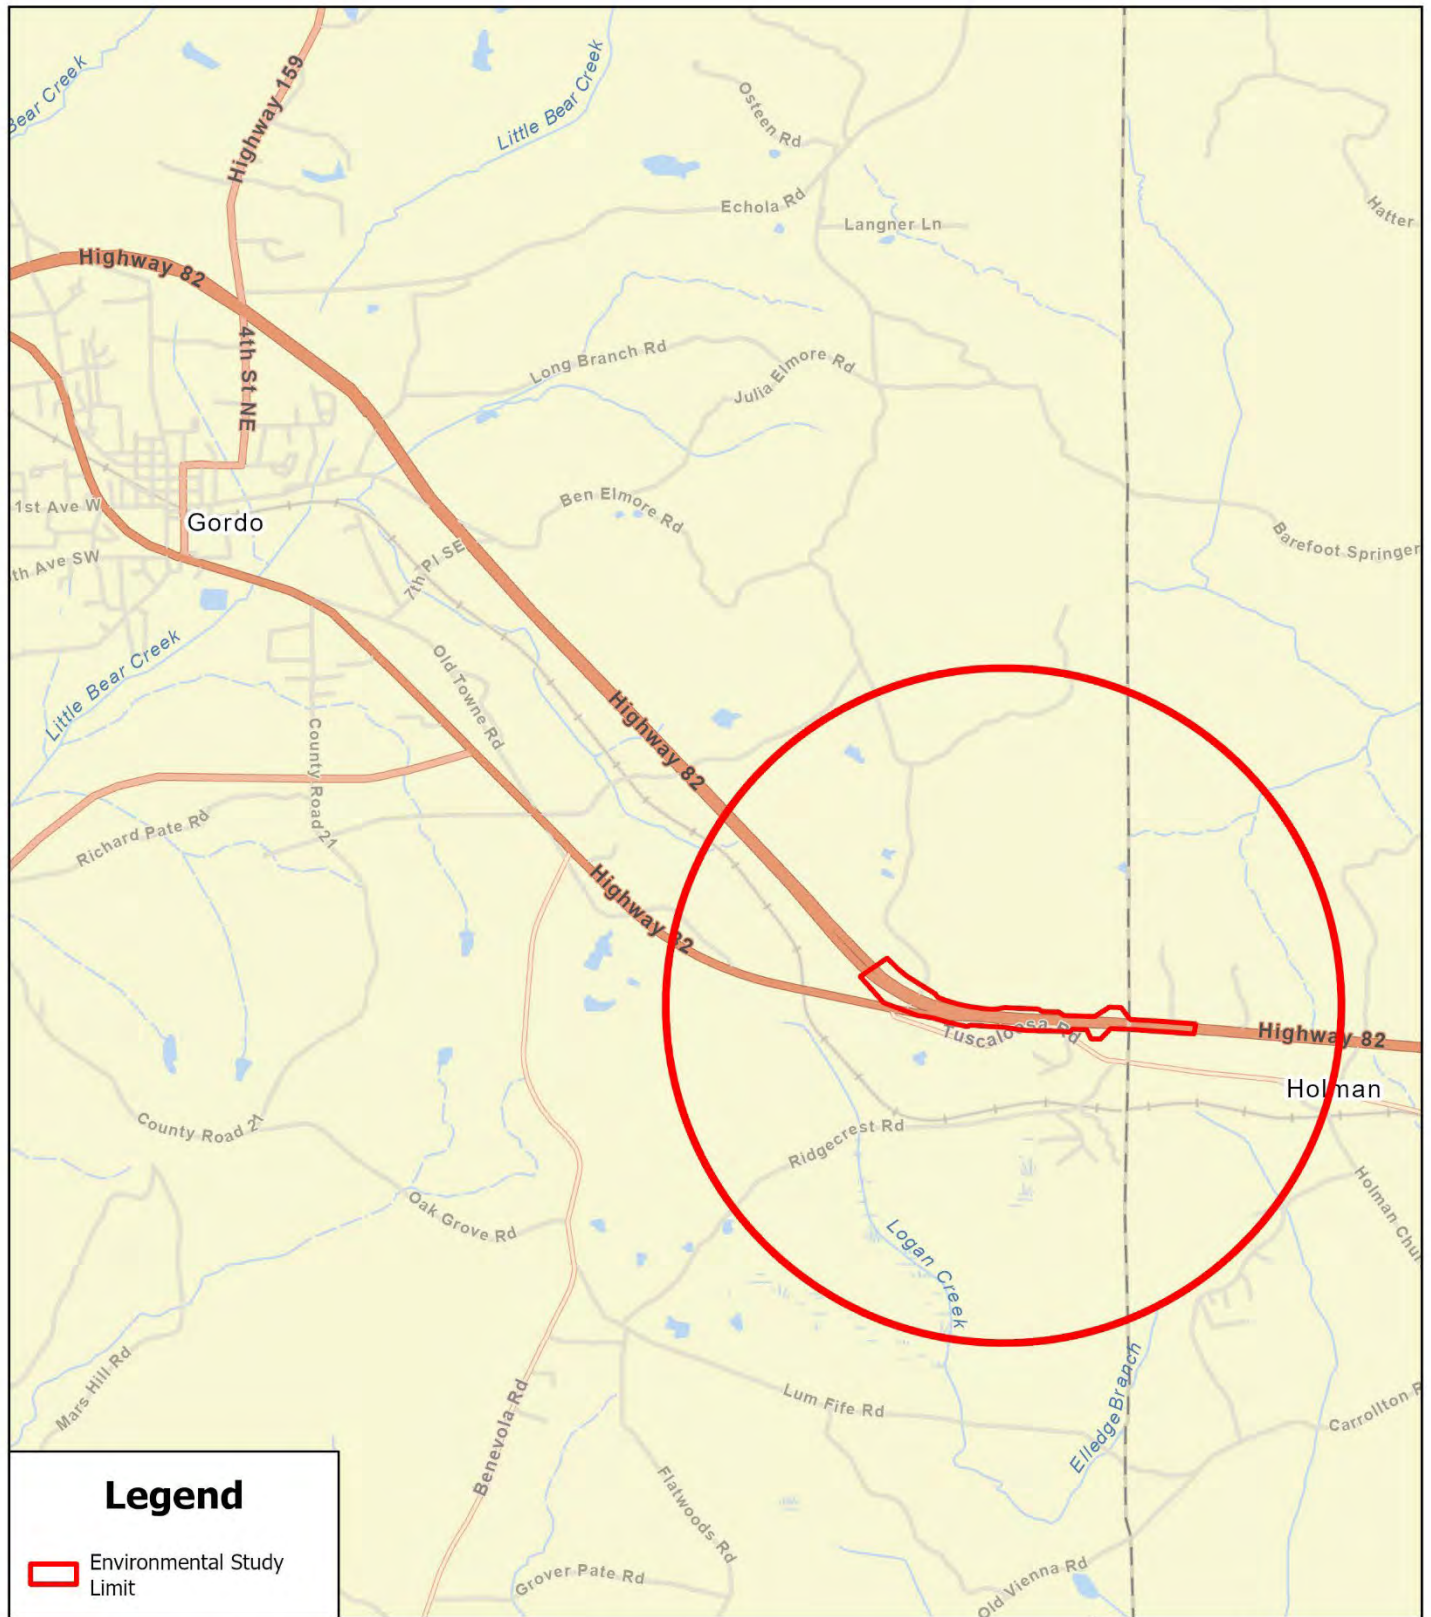 Bear Creek
Highway 159
Little Bear Creek
Osteen Rd
Echola Rd
Langner Ln
Hatter
Highway 82
4th St NE
Long Branch Rd
Julia Elmore Rd
1st Ave W
Gordo
Ben Elmore Rd
Barefoot Springer
th Ave SW
7th Pl SE
Little Bear Creek
Old Towne Rd
County Road 21
Highway 82
Richard Pate Rd
Highway 82
Tuscaloosa Rd
Highway 82
Holman
County Road 21
Ridgecrest Rd
Oak Grove Rd
Logan Creek
Holman Chur
Mars Hill Rd
Benevola Rd
Lum Fife Rd
Elledge Branch
Carrollton R
Flatwoods Rd
Grover Pate Rd
Old Vienna Rd
Legend
Environmental Study
Limit